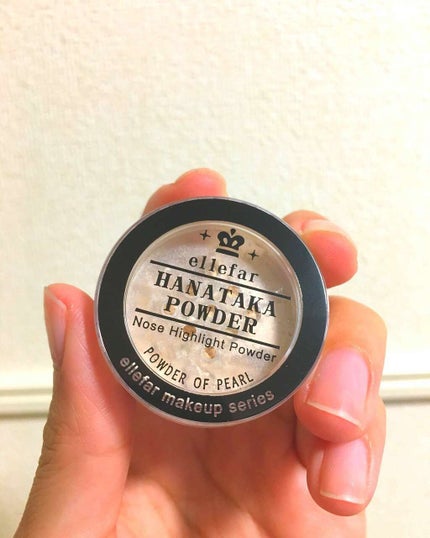 ellefar
HANATAKA
POWDER
Nose Highlight Powder
POWDER OF PEARL
ellefar makeup series